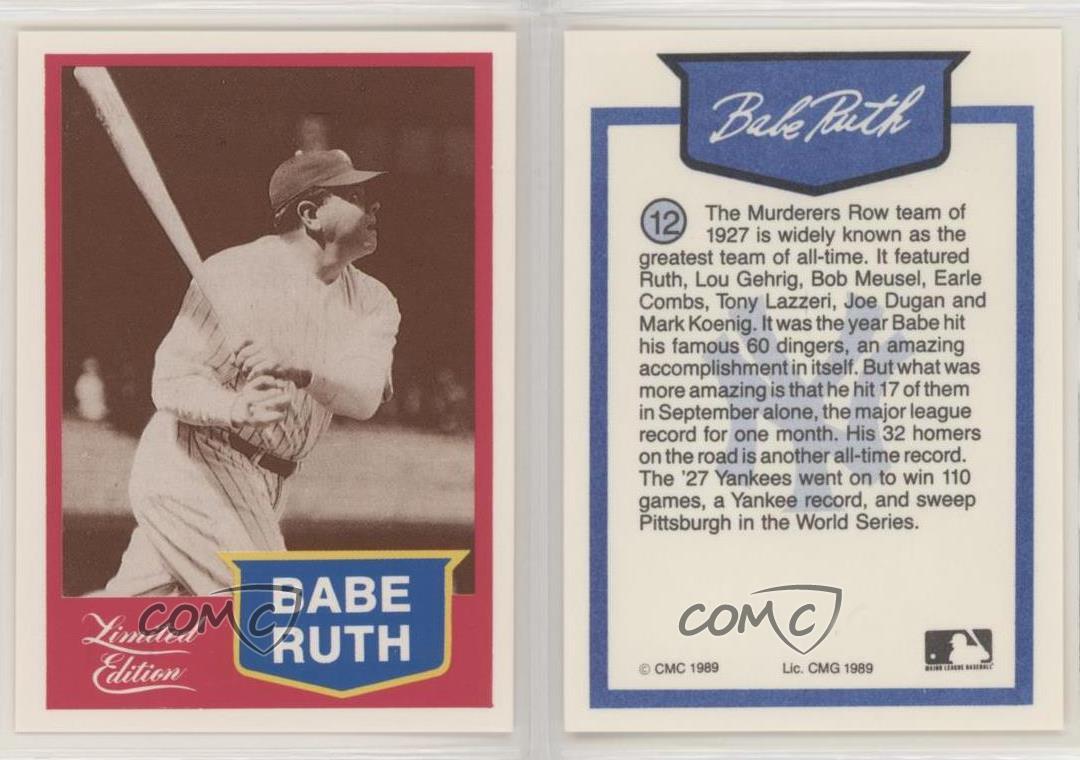 BABE
RUTH
Limited
Edition
COMC
Babe Ruth
12
The Murderers Row team of
1927 is widely known as the
greatest team of all-time. It featured
Ruth, Lou Gehrig, Bob Meusel, Earle
Combs, Tony Lazzeri, Joe Dugan and
Mark Koenig. It was the year Babe hit
his famous 60 dingers, an amazing
accomplishment in itself. But what was
more amazing is that he hit 17 of them
in September alone, the major league
record for one month. His 32 homers
on the road is another all-time record.
The '27 Yankees went on to win 110
games, a Yankee record, and sweep
Pittsburgh in the World Series.
COMC
© CMC 1989 Lic. CMG 1989
MAJOR LEAGUE BASEBALL